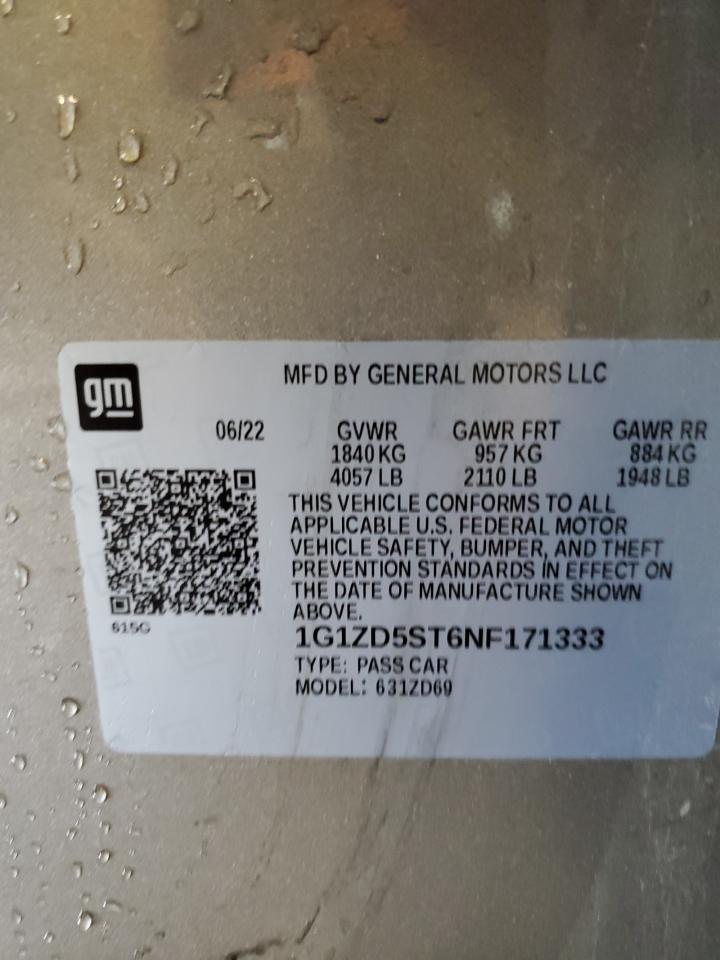 gm
MFD BY GENERAL MOTORS LLC
06/22 GVWR GAWR FRT GAWR RR
1840 KG 957 KG 884 KG
4057 LB 2110 LB 1948 LB
THIS VEHICLE CONFORMS TO ALL
APPLICABLE U.S. FEDERAL MOTOR
VEHICLE SAFETY, BUMPER, AND THEFT
PREVENTION STANDARDS IN EFFECT ON
THE DATE OF MANUFACTURE SHOWN
ABOVE.
615G
1G1ZD5ST6NF171333
TYPE: PASS CAR
MODEL: 631ZD69